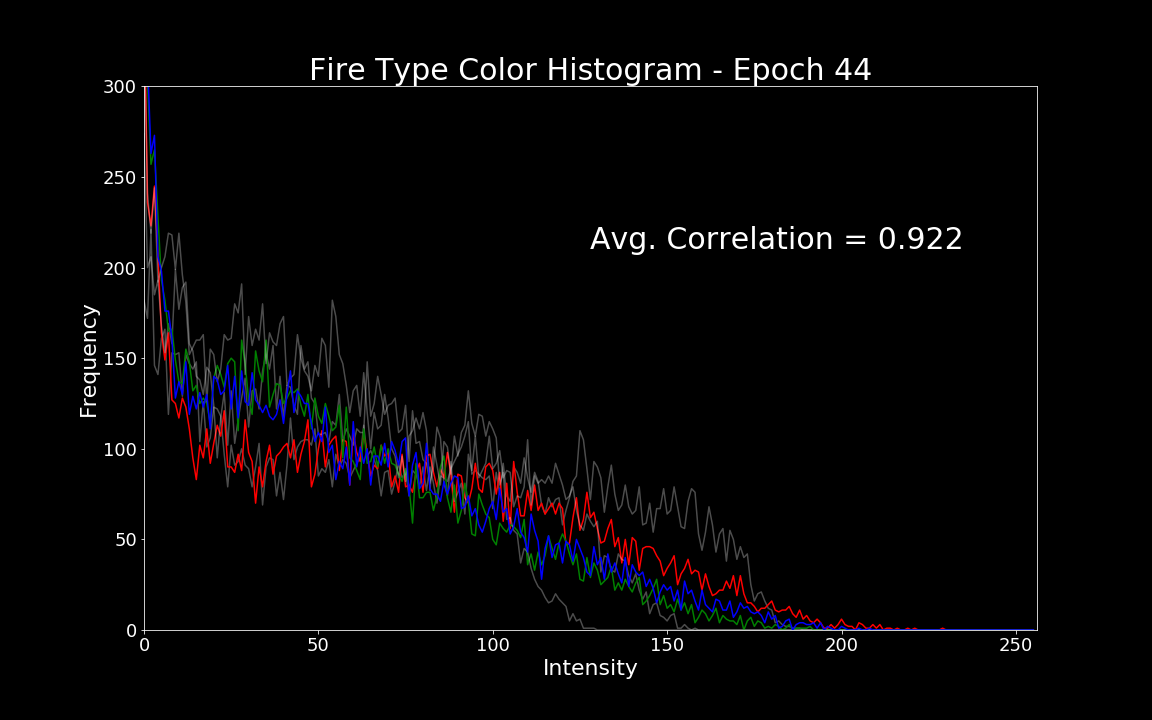 Fire Type Color Histogram - Epoch 44
300
250
200
150
100
50
0
Frequency
Avg. Correlation = 0.922
0 50 100 150 200 250
Intensity